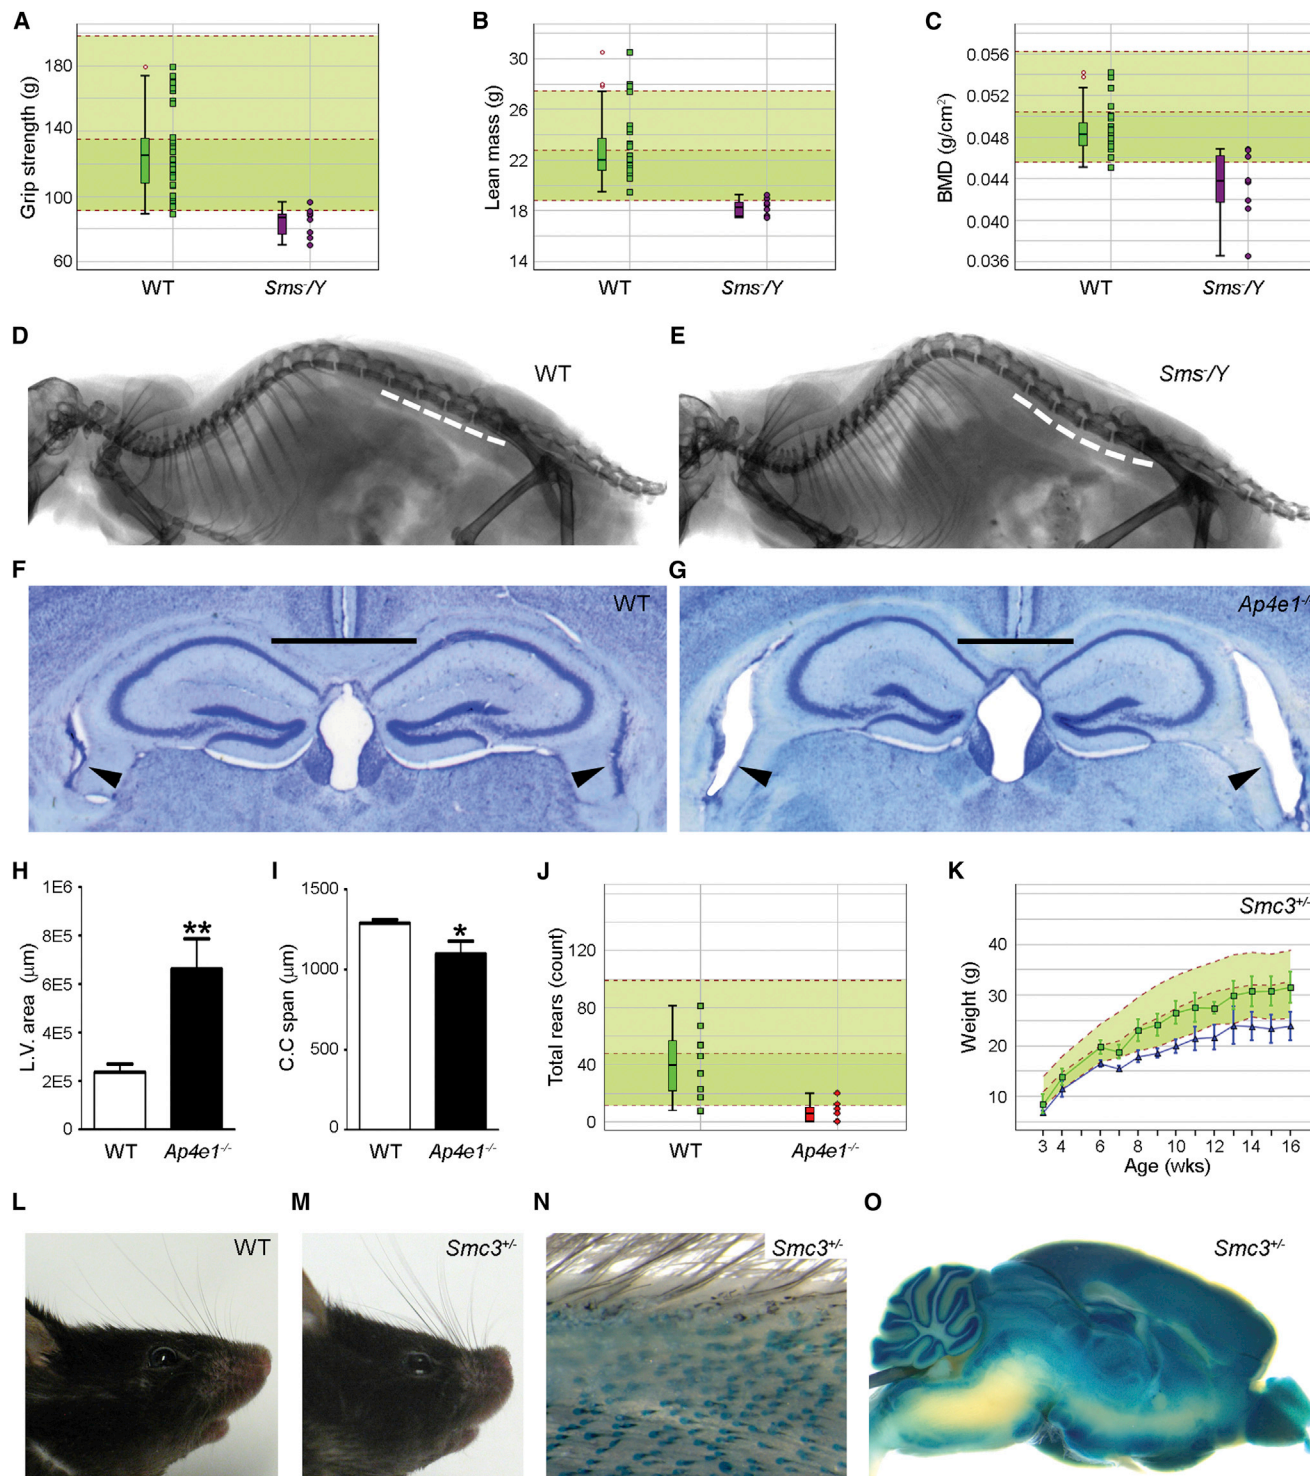 A
Grip strength (g)
180
140
100
60
WT
Sms-/Y
B
Lean mass (g)
30
26
22
18
14
WT
Sms-/Y
C
BMD (g/cm²)
0.056
0.052
0.048
0.044
0.040
0.036
WT
Sms-/Y
D
WT
E
Sms-/Y
F
WT
G
Ap4e1-/-
H
L.V. area (µm)
1E6
8E5
6E5
4E5
2E5
0
**
WT
Ap4e1-/-
I
C.C span (µm)
1500
1000
500
0
*
WT
Ap4e1-/-
J
Total rears (count)
120
80
40
0
WT
Ap4e1-/-
K
Smc3+/-
Weight (g)
40
30
20
10
3 4 6 8 10 12 14 16
Age (wks)
L
WT
M
Smc3+/-
N
Smc3+/-
O
Smc3+/-